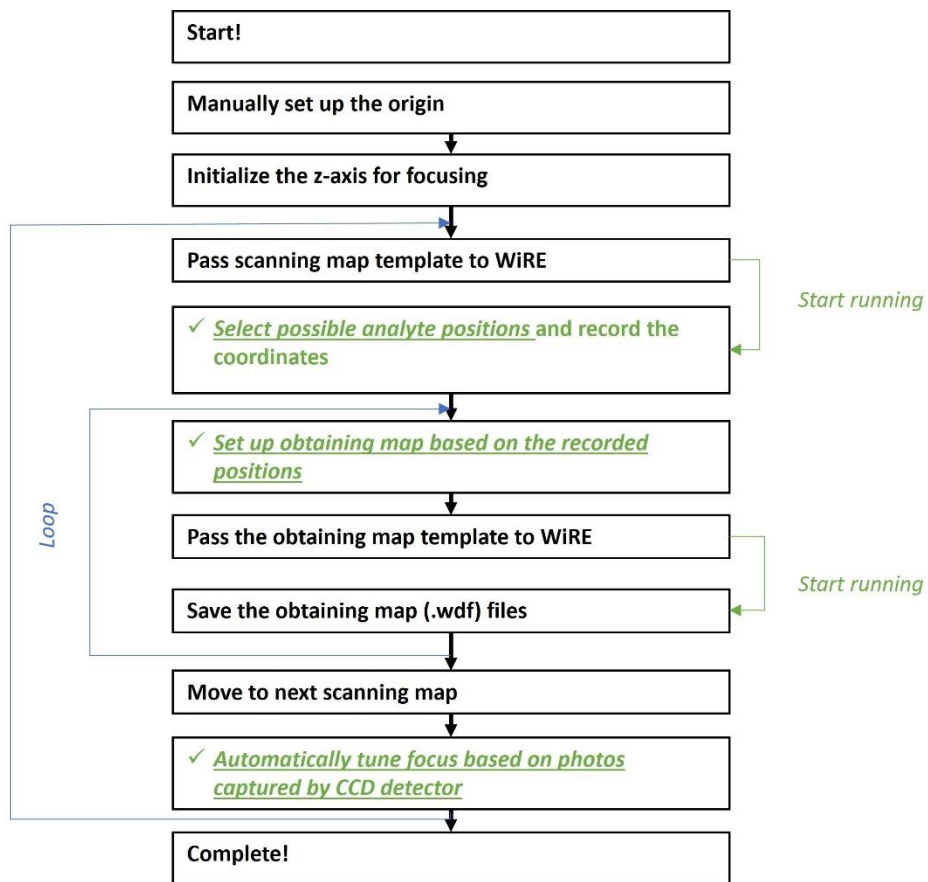 Start!
Manually set up the origin
Initialize the z-axis for focusing
Pass scanning map template to WiRE
Start running
✓ Select possible analyte positions and record the
coordinates
✓ Set up obtaining map based on the recorded
positions
Loop
Pass the obtaining map template to WiRE
Start running
Save the obtaining map (.wdf) files
Move to next scanning map
✓ Automatically tune focus based on photos
captured by CCD detector
Complete!